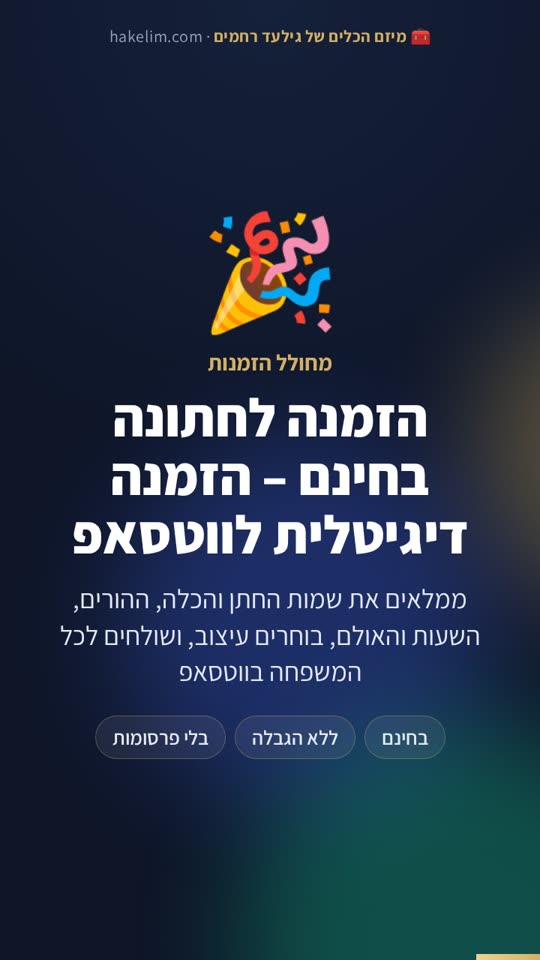 🧰 מיזם הכלים של גילעד רחמים · hakelim.com
מחולל הזמנות
הזמנה לחתונה
בחינם – הזמנה
דיגיטלית לווטסאפ
ממלאים את שמות החתן והכלה, ההורים,
השעות והאולם, בוחרים עיצוב, ושולחים לכל
המשפחה בווטסאפ
בחינם
ללא הגבלה
בלי פרסומות